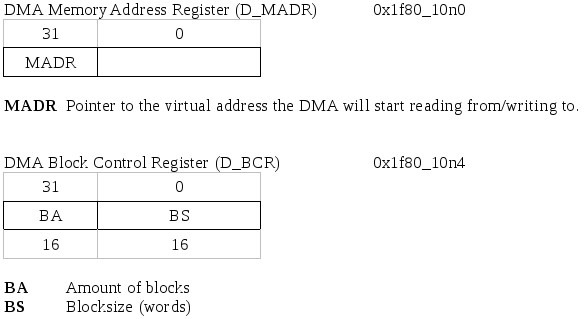 DMA Memory Address Register (D_MADR) 0x1f80_10n0
31 0
MADR
MADR Pointer to the virtual address the DMA will start reading from/writing to.
DMA Block Control Register (D_BCR) 0x1f80_10n4
31 0
BA BS
16 16
BA Amount of blocks
BS Blocksize (words)